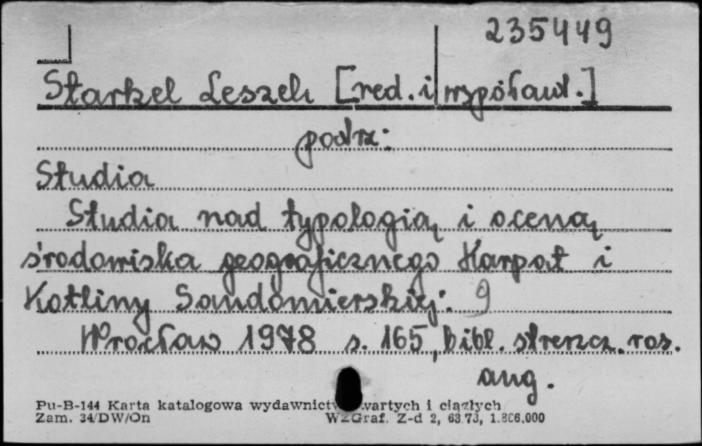 235449
Starkel Leszek [red. i współaut.]
podrz:
Studia
Studia nad typologią i oceną
środowiska geograficznego Karpat i
Kotliny Sandomierskiej. 9
Wrocław 1978 s. 165, bibl. streszcz. ros.
ang.
Pu-B-144 Karta katalogowa wydawnictw zwartych i ciągłych
Zam. 34/DW/On WZGraf. Z-d 2, 63.73, 1.806.000